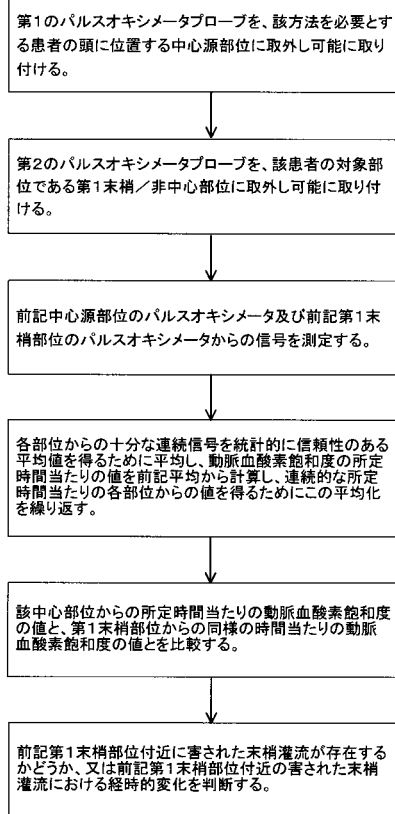 第1のパルスオキシメータプローブを、該方法を必要とす
る患者の頭に位置する中心源部位に取外し可能に取り
付ける。
第2のパルスオキシメータプローブを、該患者の対象部
位である第1末梢／非中心部位に取外し可能に取り付
ける。
前記中心源部位のパルスオキシメータ及び前記第1末
梢部位のパルスオキシメータからの信号を測定する。
各部位からの十分な連続信号を統計的に信頼性のある
平均値を得るために平均し、動脈血酸素飽和度の所定
時間当たりの値を前記平均から計算し、連続的な所定
時間当たりの各部位からの値を得るためにこの平均化
を繰り返す。
該中心部位からの所定時間当たりの動脈血酸素飽和度
の値と、第1末梢部位からの同様の時間当たりの動脈
血酸素飽和度の値とを比較する。
前記第1末梢部位付近に害された末梢灌流が存在する
かどうか、又は前記第1末梢部位付近の害された末梢
灌流における経時的変化を判断する。